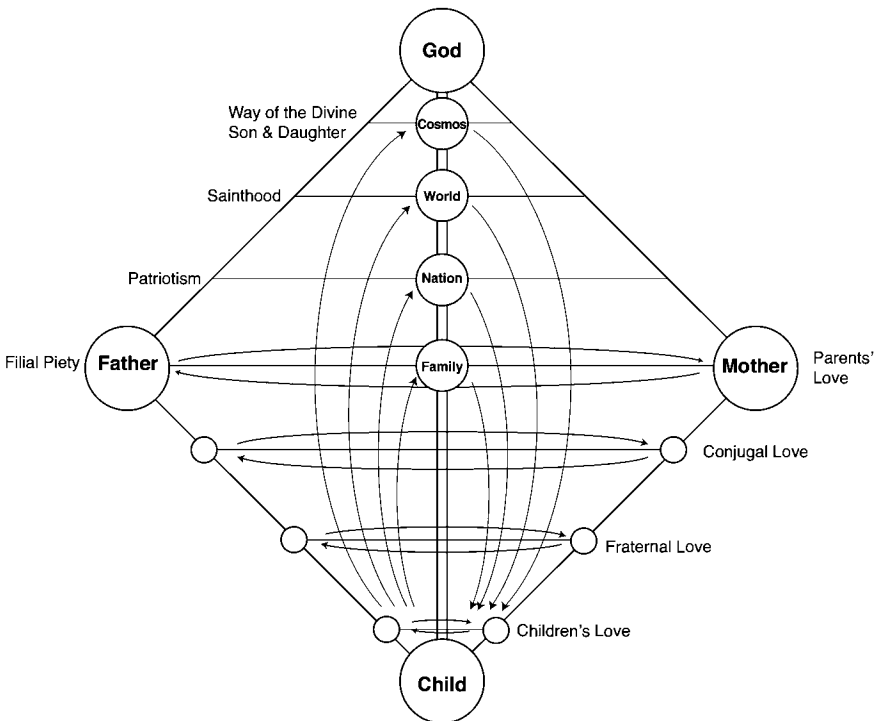 God
Way of the Divine
Son & Daughter
Cosmos
Sainthood
World
Patriotism
Nation
Filial Piety
Father
Family
Mother
Parents'
Love
Conjugal Love
Fraternal Love
Children's Love
Child